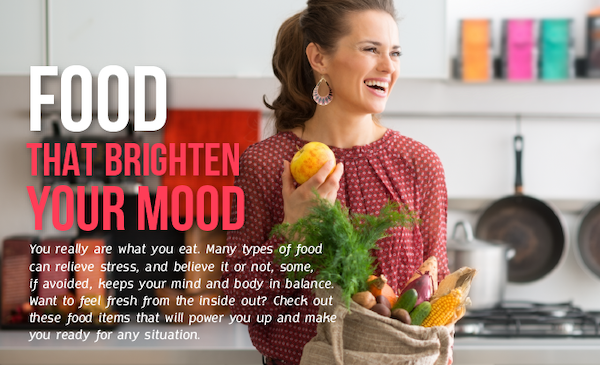 FOOD
THAT BRIGHTEN
YOUR MOOD
You really are what you eat. Many types of food
can relieve stress, and believe it or not, some,
if avoided, keeps your mind and body in balance.
Want to feel fresh from the inside out? Check out
these food items that will power you up and make
you ready for any situation.